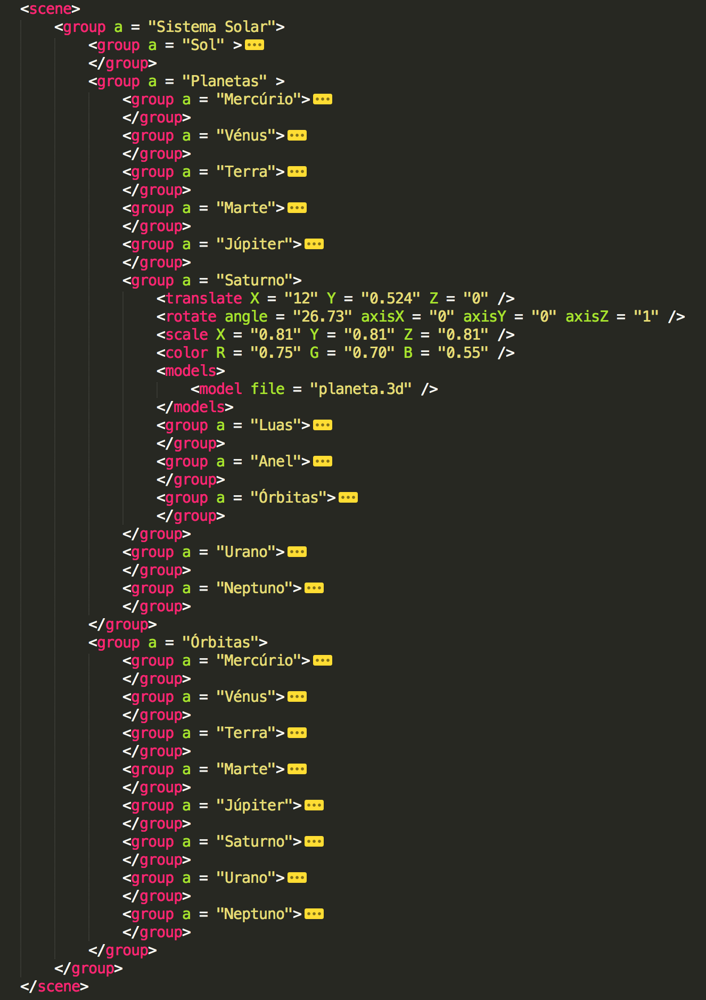 <scene>
<group a = "Sistema Solar">
<group a = "Sol" >
</group>
<group a = "Planetas" >
<group a = "Mercúrio">
</group>
<group a = "Vénus">
</group>
<group a = "Terra">
</group>
<group a = "Marte">
</group>
<group a = "Júpiter">
</group>
<group a = "Saturno">
<translate X = "12" Y = "0.524" Z = "0" />
<rotate angle = "26.73" axisX = "0" axisY = "0" axisZ = "1" />
<scale X = "0.81" Y = "0.81" Z = "0.81" />
<color R = "0.75" G = "0.70" B = "0.55" />
<models>
<model file = "planeta.3d" />
</models>
<group a = "Luas">
</group>
<group a = "Anel">
</group>
<group a = "Órbitas">
</group>
</group>
<group a = "Urano">
</group>
<group a = "Neptuno">
</group>
</group>
<group a = "Órbitas">
<group a = "Mercúrio">
</group>
<group a = "Vénus">
</group>
<group a = "Terra">
</group>
<group a = "Marte">
</group>
<group a = "Júpiter">
</group>
<group a = "Saturno">
</group>
<group a = "Urano">
</group>
<group a = "Neptuno">
</group>
</group>
</group>
</scene>